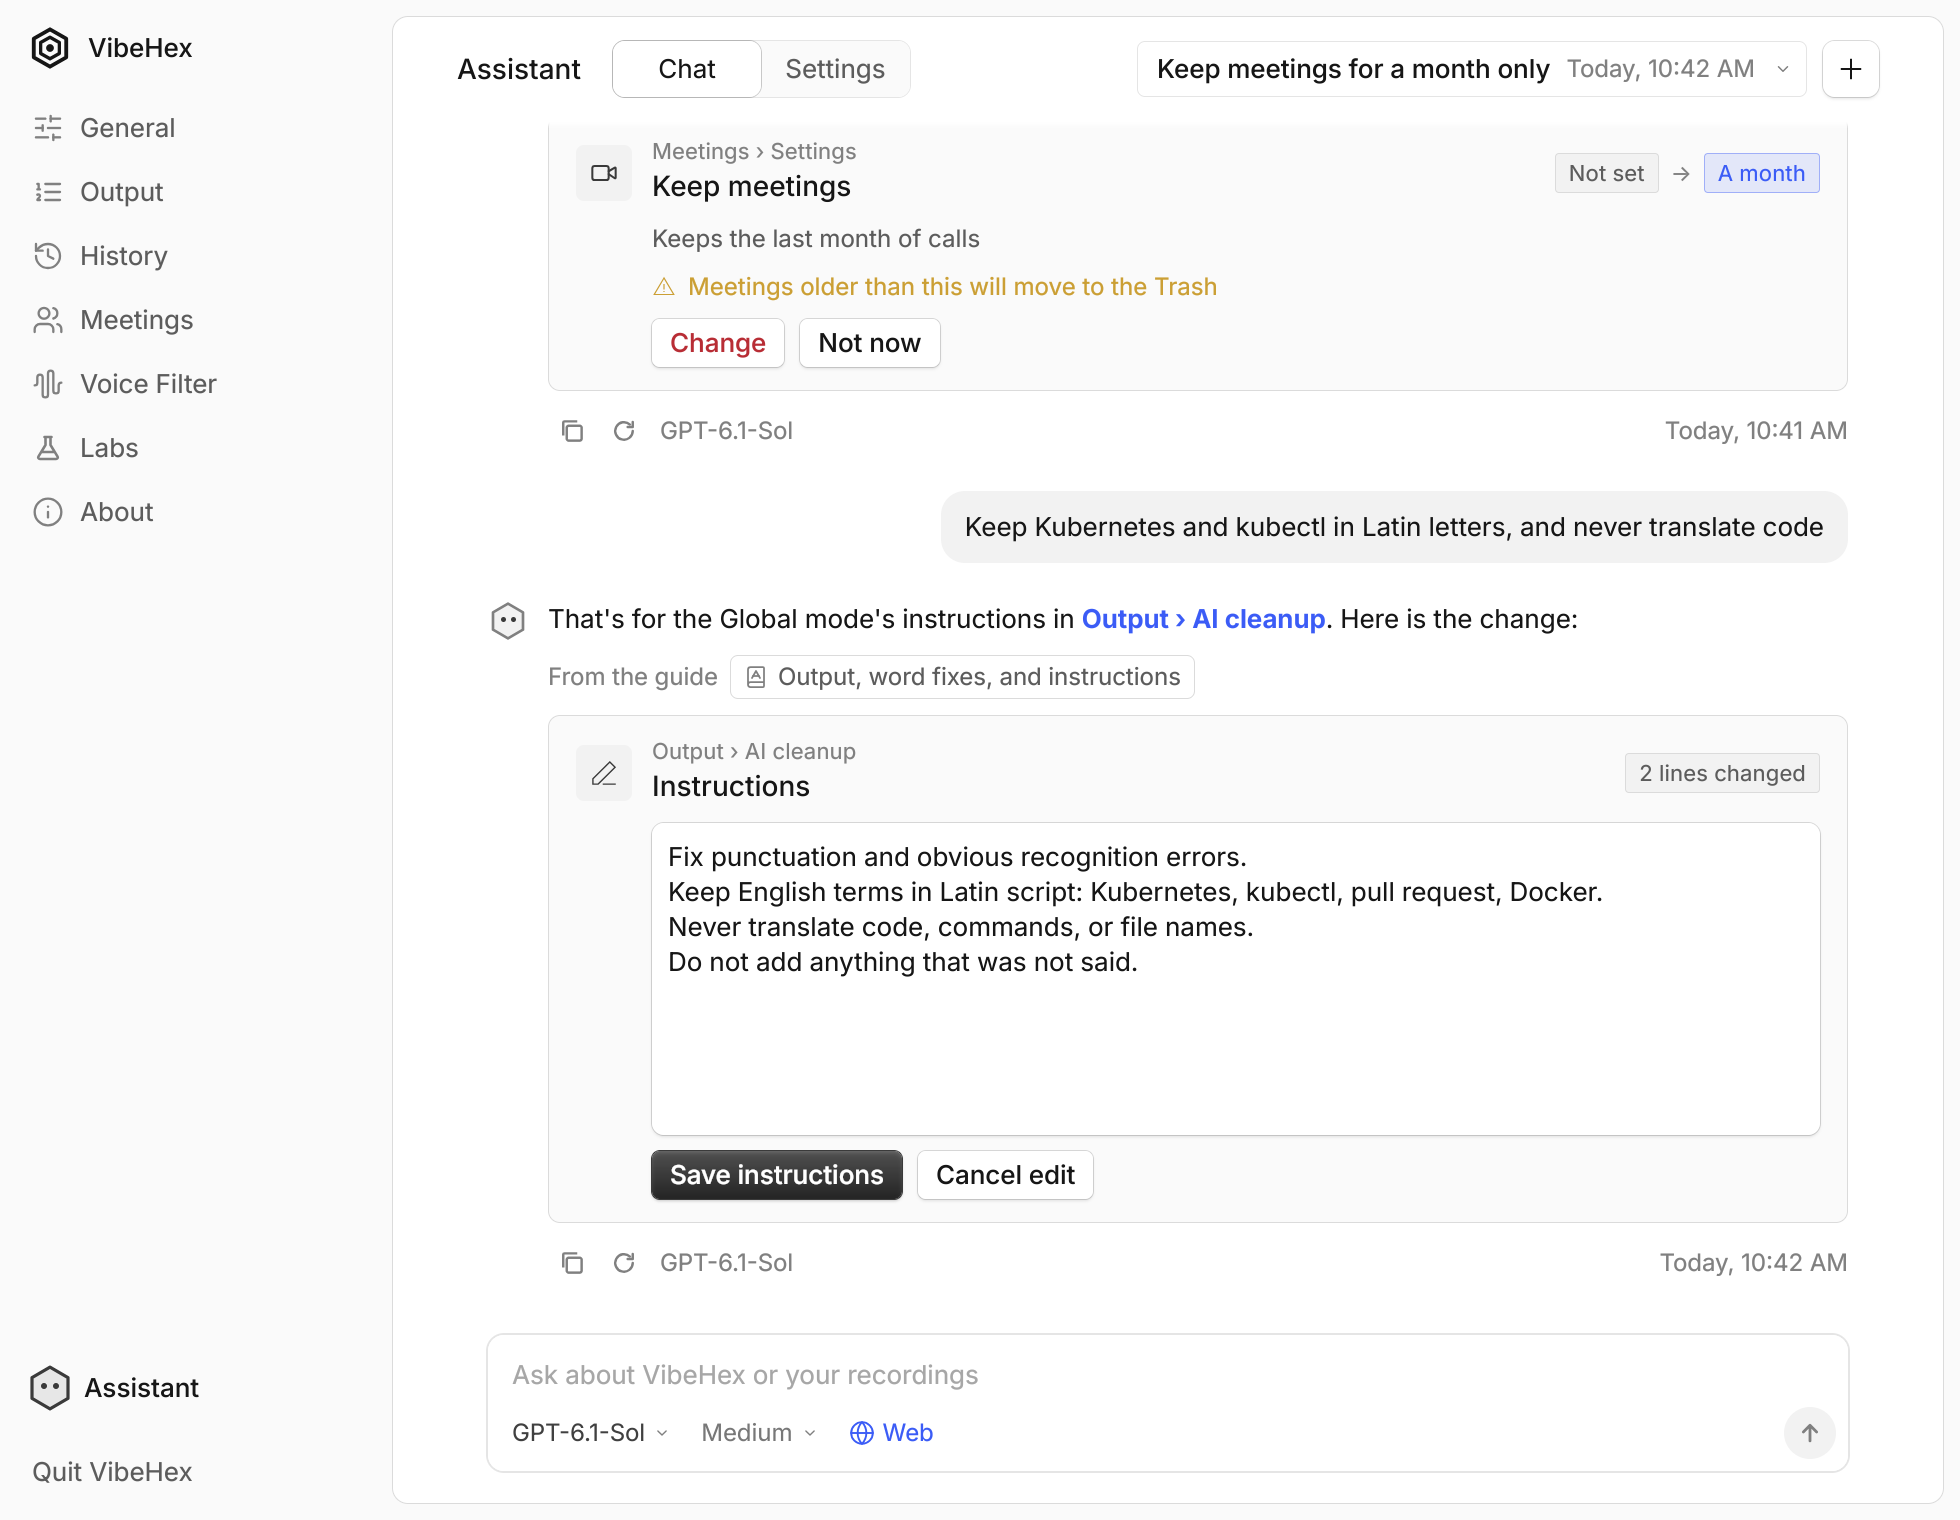 VibeHex
General
Output
History
Meetings
Voice Filter
Labs
About
Assistant
Quit VibeHex
Assistant
Chat
Settings
Keep meetings for a month only Today, 10:42 AM
Meetings › Settings
Keep meetings
Not set → A month
Keeps the last month of calls
Meetings older than this will move to the Trash
Change
Not now
GPT-6.1-Sol
Today, 10:41 AM
Keep Kubernetes and kubectl in Latin letters, and never translate code
That's for the Global mode's instructions in Output › AI cleanup. Here is the change:
From the guide
Output, word fixes, and instructions
Output › AI cleanup
Instructions
2 lines changed
Fix punctuation and obvious recognition errors.
Keep English terms in Latin script: Kubernetes, kubectl, pull request, Docker.
Never translate code, commands, or file names.
Do not add anything that was not said.
Save instructions
Cancel edit
GPT-6.1-Sol
Today, 10:42 AM
Ask about VibeHex or your recordings
GPT-6.1-Sol
Medium
Web